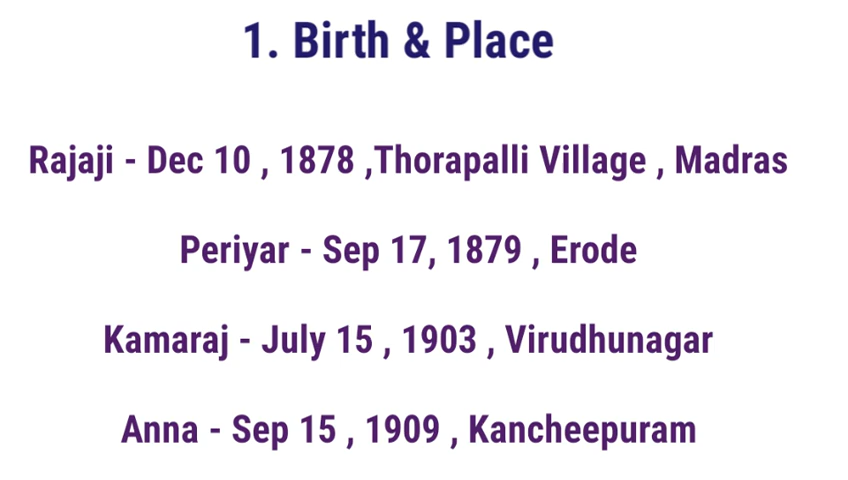 1. Birth & Place
Rajaji - Dec 10 , 1878 ,Thorapalli Village , Madras
Periyar - Sep 17, 1879 , Erode
Kamaraj - July 15 , 1903 , Virudhunagar
Anna - Sep 15 , 1909 , Kancheepuram